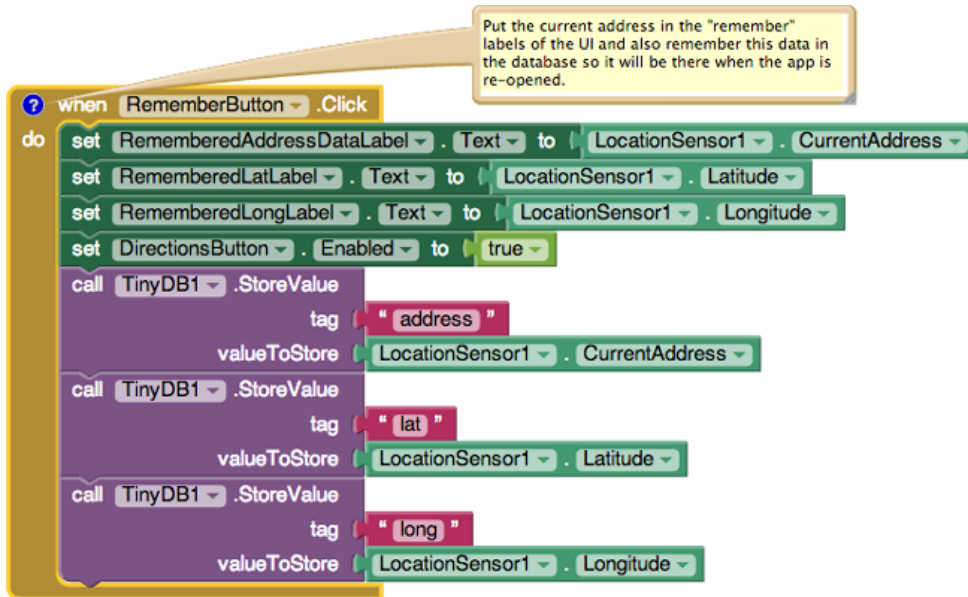 Put the current address in the "remember"
labels of the UI and also remember this data in
the database so it will be there when the app is
re-opened.
? when RememberButton .Click
do set RememberedAddressDataLabel . Text to LocationSensor1 . CurrentAddress
set RememberedLatLabel . Text to LocationSensor1 . Latitude
set RememberedLongLabel . Text to LocationSensor1 . Longitude
set DirectionsButton . Enabled to true
call TinyDB1 .StoreValue
tag " address "
valueToStore LocationSensor1 . CurrentAddress
call TinyDB1 .StoreValue
tag " lat "
valueToStore LocationSensor1 . Latitude
call TinyDB1 .StoreValue
tag " long "
valueToStore LocationSensor1 . Longitude